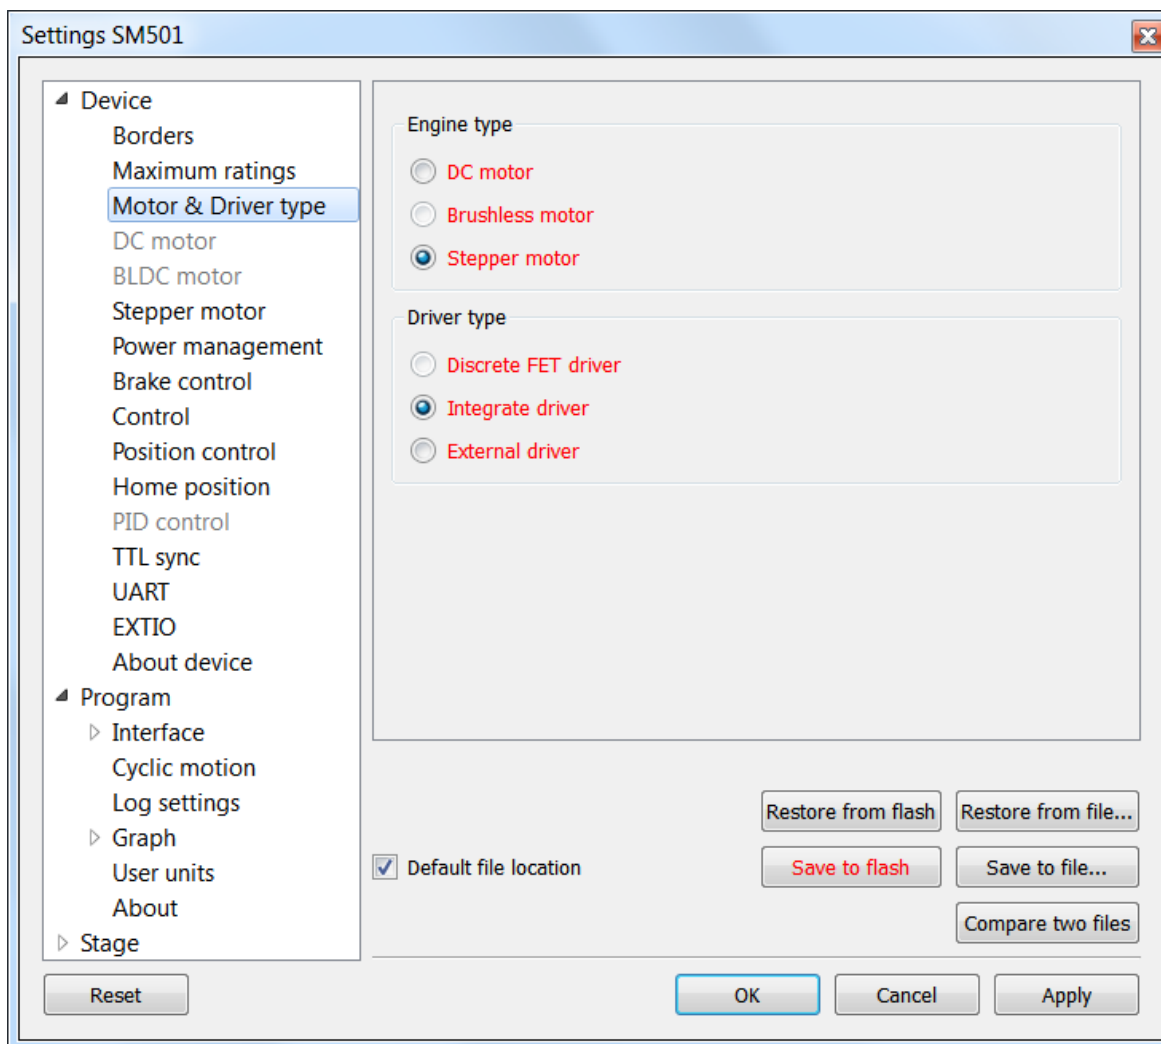 Settings SM501
Device
Borders
Maximum ratings
Motor & Driver type
DC motor
BLDC motor
Stepper motor
Power management
Brake control
Control
Position control
Home position
PID control
TTL sync
UART
EXTIO
About device
Program
Interface
Cyclic motion
Log settings
Graph
User units
About
Stage
Engine type
DC motor
Brushless motor
Stepper motor
Driver type
Discrete FET driver
Integrate driver
External driver
Restore from flash
Restore from file...
Default file location
Save to flash
Save to file...
Compare two files
Reset
OK
Cancel
Apply